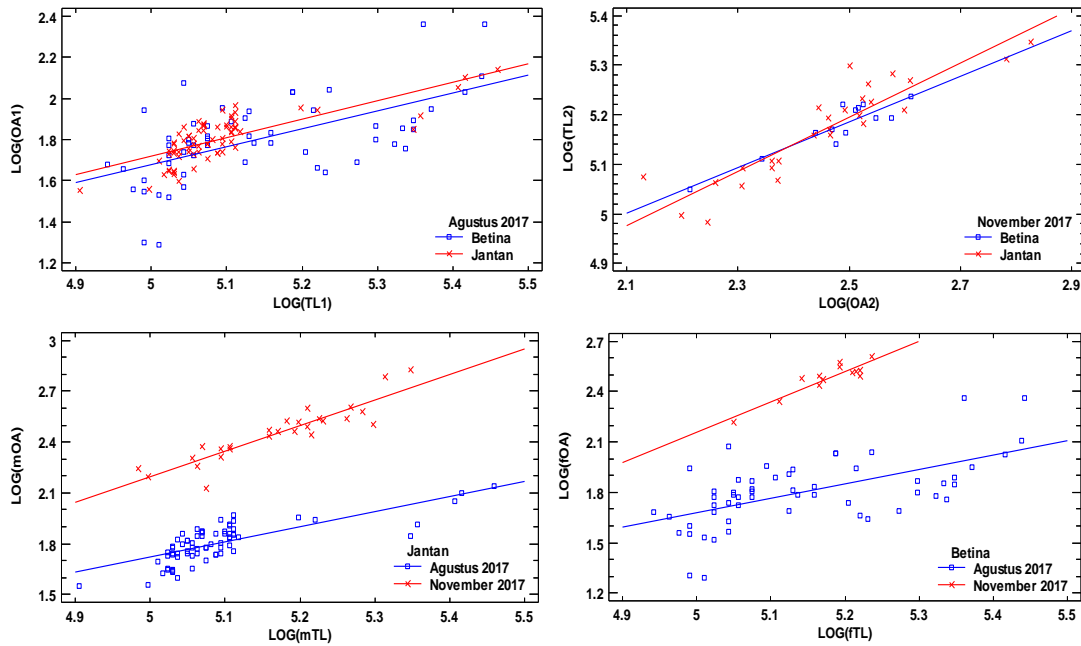 2.4
2.2
2
1.8
1.6
1.4
1.2
LOG(OA1)
4.9 5 5.1 5.2 5.3 5.4 5.5
LOG(TL1)
Agustus 2017
Betina
Jantan
5.4
5.3
5.2
5.1
5
4.9
LOG(TL2)
2.1 2.3 2.5 2.7 2.9
LOG(OA2)
November 2017
Betina
Jantan
3
2.7
2.4
2.1
1.8
1.5
LOG(mOA)
4.9 5 5.1 5.2 5.3 5.4 5.5
LOG(mTL)
Jantan
Agustus 2017
November 2017
2.7
2.4
2.1
1.8
1.5
1.2
LOG(fOA)
4.9 5 5.1 5.2 5.3 5.4 5.5
LOG(fTL)
Betina
Agustus 2017
November 2017